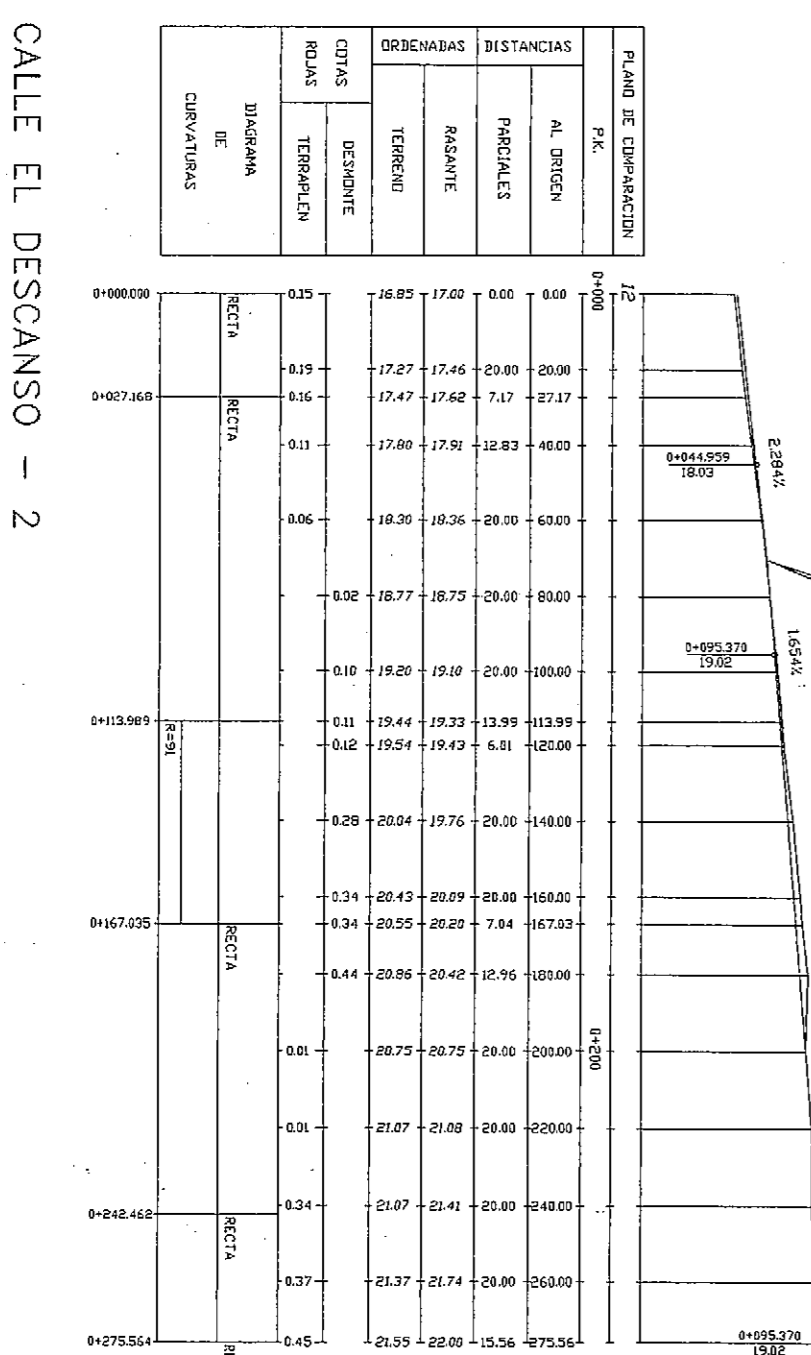 CALLE EL DESCANSO - 2
PLANO DE COMPARACION 12
P.K. 0+000 0+200
DISTANCIAS
AL ORIGEN 0.00 20.00 27.17 40.00 60.00 80.00 100.00 113.99 120.00 140.00 160.00 167.03 180.00 200.00 220.00 240.00 260.00 275.56
PARCIALES 0.00 20.00 7.17 12.83 20.00 20.00 20.00 13.99 6.01 20.00 20.00 7.04 12.96 20.00 20.00 20.00 20.00 15.56
ORDENADAS
RASANTE 17.00 17.46 17.62 17.91 18.36 18.75 19.10 19.33 19.43 19.76 20.09 20.20 20.42 20.75 21.08 21.41 21.74 22.00
TERRENO 16.85 17.27 17.47 17.80 18.30 18.77 19.20 19.44 19.54 20.04 20.43 20.55 20.86 20.75 21.07 21.07 21.37 21.55
COTAS ROJAS
DESMONTE 0.02 0.10 0.11 0.12 0.28 0.34 0.34 0.44
TERRAPLEN 0.15 0.19 0.16 0.11 0.06 0.01 0.01 0.34 0.37 0.45
DIAGRAMA
DE
CURVATURAS
RECTA RECTA R=91 RECTA RECTA
0+000.000 0+027.168 0+113.989 0+167.035 0+242.462 0+275.564
2.284%
0+044.959
18.03
1.654%
0+095.370
19.02
0+095.370
19.02